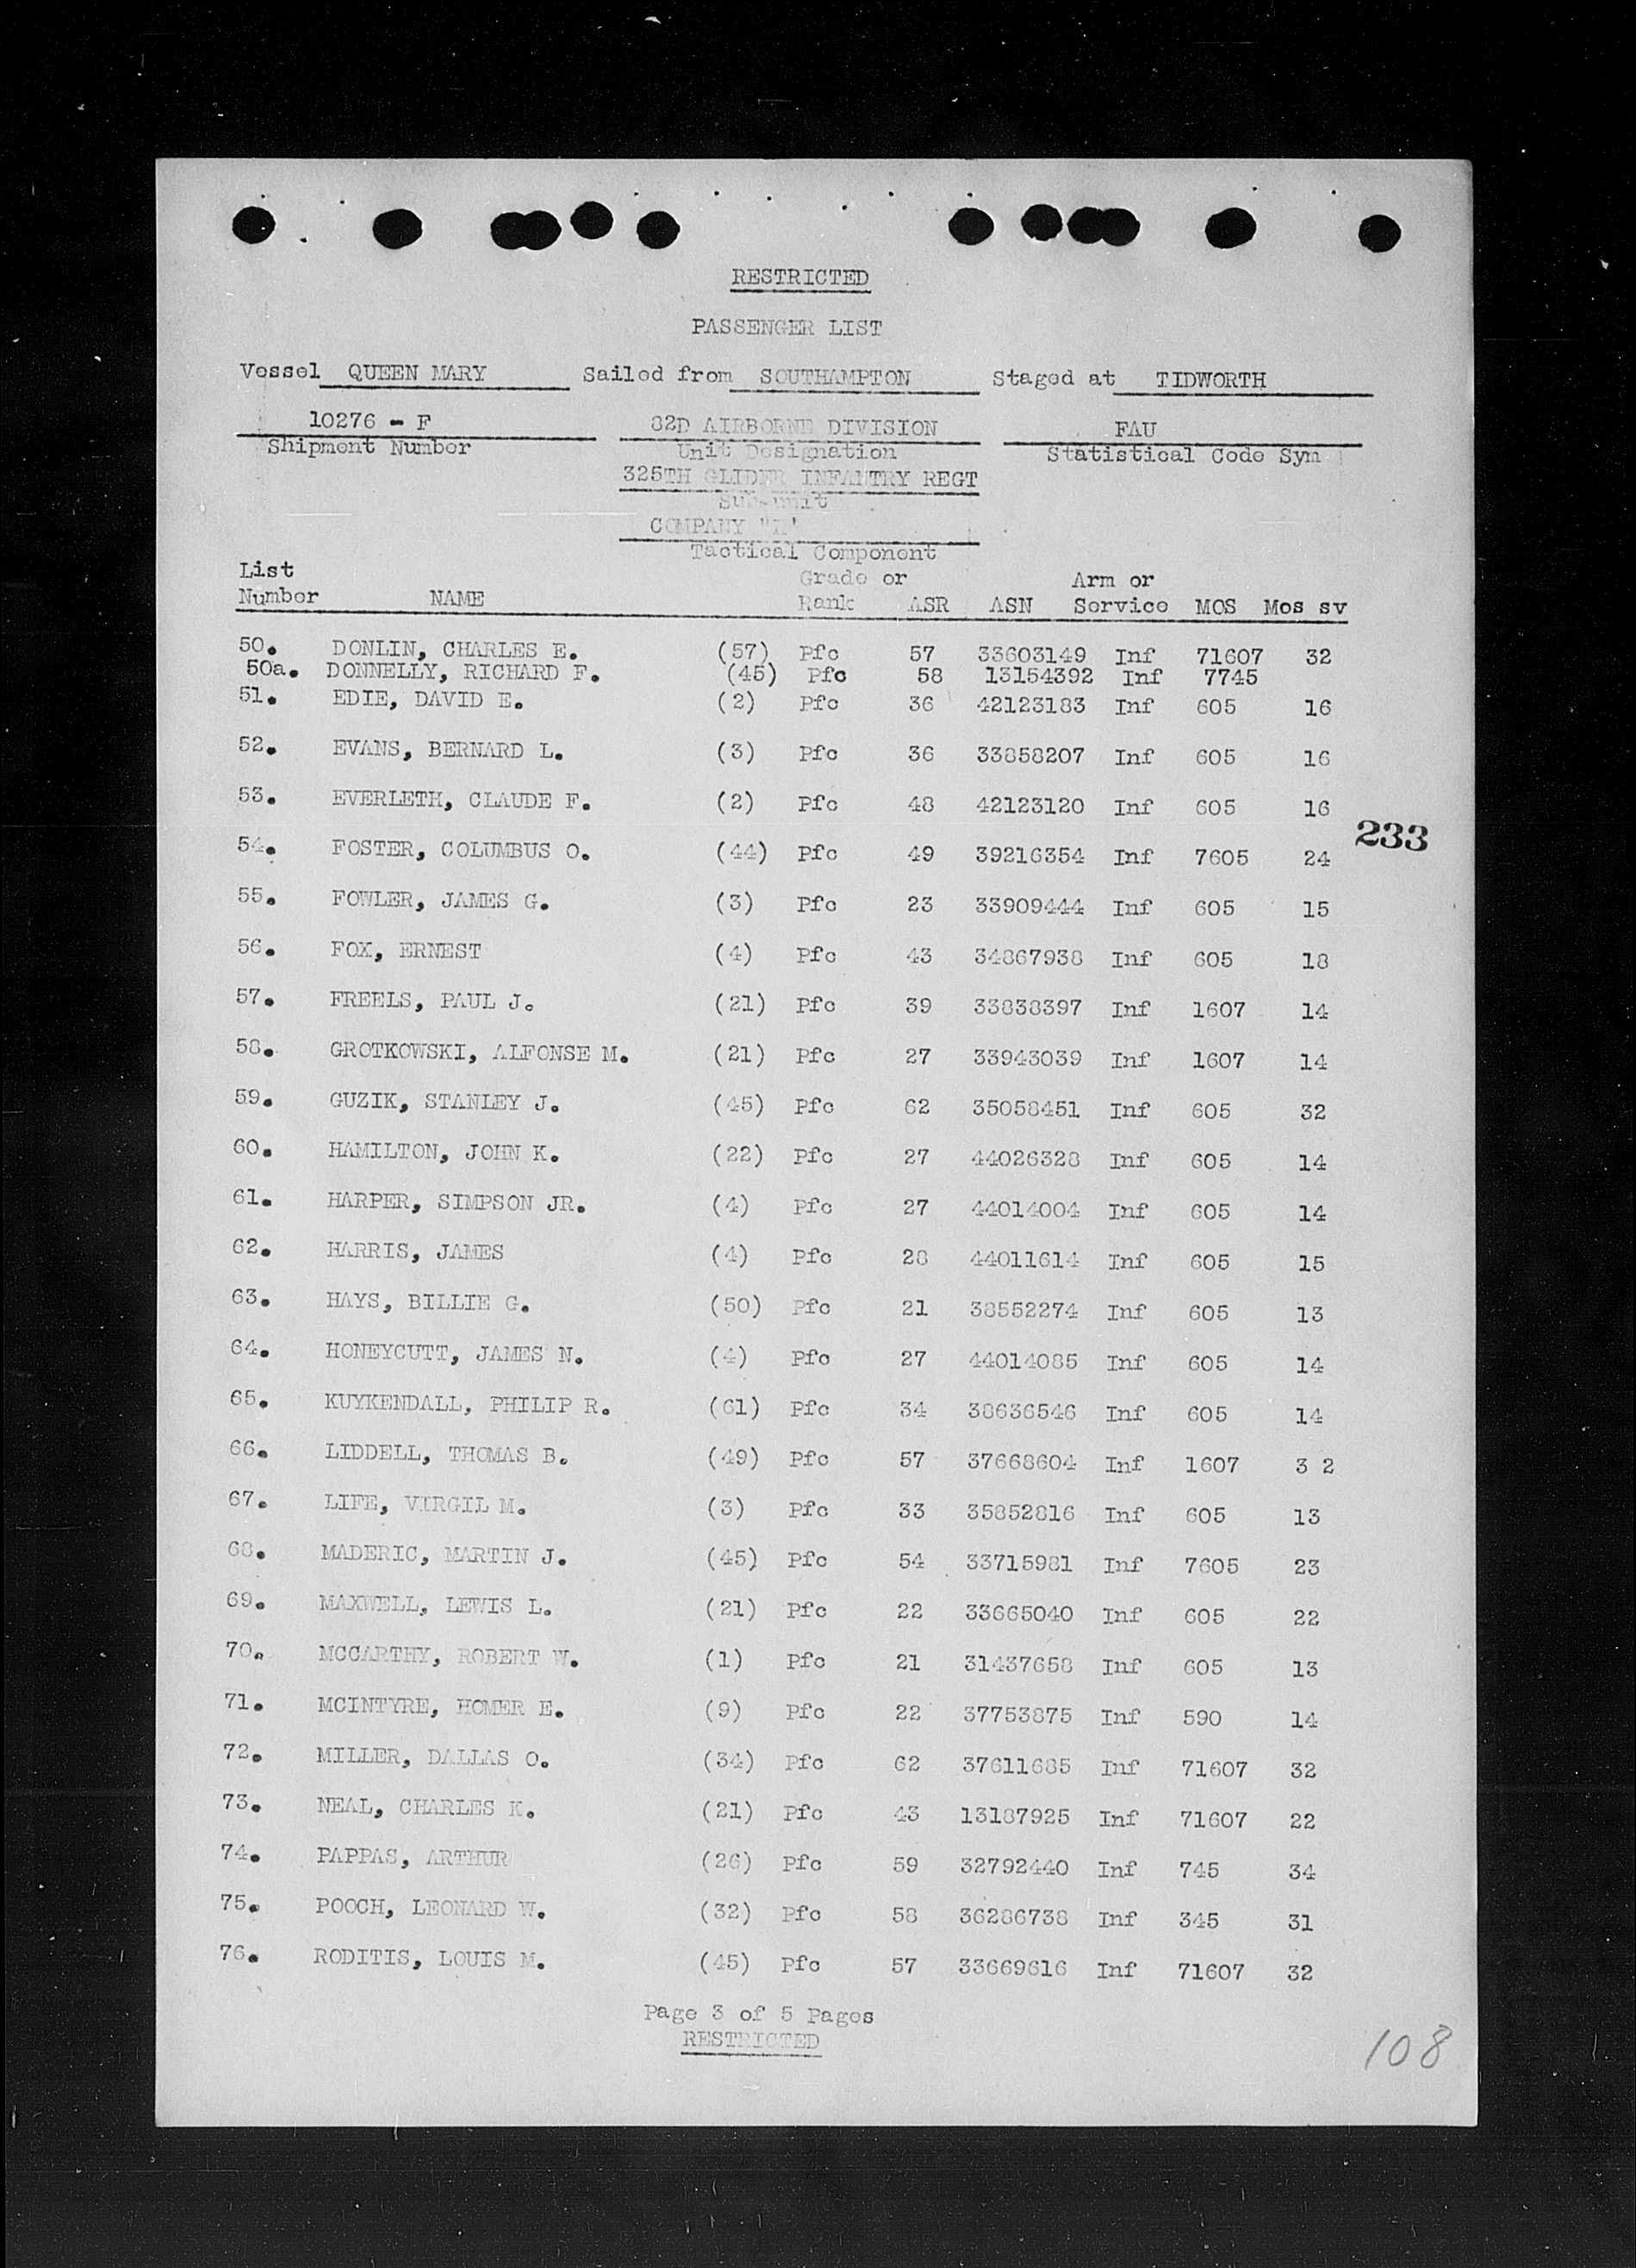 RESTRICTED
PASSENGER LIST
Vessel QUEEN MARY Sailed from SOUTHAMPTON Staged at TIDWORTH
10276 - F 82D AIRBORNE DIVISION FAU
Shipment Number Unit Designation Statistical Code Sym
325TH GLIDER INFANTRY REGT
Sub-unit
COMPANY
Tactical Component
List Grade or Arm or
Number NAME Rank ASR ASN Service MOS Mos sv
50. DONLIN, CHARLES E. (57) Pfc 57 33603149 Inf 71607 32
50a. DONNELLY, RICHARD F. (45) Pfc 58 13154392 Inf 7745
51. EDIE, DAVID E. (2) Pfc 36 42123183 Inf 605 16
52. EVANS, BERNARD L. (3) Pfc 36 33858207 Inf 605 16
53. EVERLETH, CLAUDE F. (2) Pfc 48 42123120 Inf 605 16
233
54. FOSTER, COLUMBUS O. (44) Pfc 49 39216354 Inf 7605 24
55. FOWLER, JAMES G. (3) Pfc 23 33909444 Inf 605 15
56. FOX, ERNEST (4) Pfc 43 34867938 Inf 605 18
57. FREELS, PAUL J. (21) Pfc 39 33838397 Inf 1607 14
58. GROTKOWSKI, ALFONSE M. (21) Pfc 27 33943039 Inf 1607 14
59. GUZIK, STANLEY J. (45) Pfc 62 35058451 Inf 605 32
60. HAMILTON, JOHN K. (22) Pfc 27 44026328 Inf 605 14
61. HARPER, SIMPSON JR. (4) Pfc 27 44014004 Inf 605 14
62. HARRIS, JAMES (4) Pfc 28 44011614 Inf 605 15
63. HAYS, BILLIE G. (50) Pfc 21 38552274 Inf 605 13
64. HONEYCUTT, JAMES N. (4) Pfc 27 44014085 Inf 605 14
65. KUYKENDALL, PHILIP R. (61) Pfc 34 38636546 Inf 605 14
66. LIDDELL, THOMAS B. (49) Pfc 57 37668604 Inf 1607 3 2
67. LIFE, VIRGIL M. (3) Pfc 33 35852816 Inf 605 13
68. MADERIC, MARTIN J. (45) Pfc 54 33715981 Inf 7605 23
69. MAXWELL, LEWIS L. (21) Pfc 22 33665040 Inf 605 22
70. MCCARTHY, ROBERT W. (1) Pfc 21 31437658 Inf 605 13
71. MCINTYRE, HOMER E. (9) Pfc 22 37753875 Inf 590 14
72. MILLER, DALLAS O. (34) Pfc 62 37611685 Inf 71607 32
73. NEAL, CHARLES K. (21) Pfc 43 13187925 Inf 71607 22
74. PAPPAS, ARTHUR (26) Pfc 59 32792440 Inf 745 34
75. POOCH, LEONARD W. (32) Pfc 58 36286738 Inf 345 31
76. RODITIS, LOUIS M. (45) Pfc 57 33669616 Inf 71607 32
Page 3 of 5 Pages
RESTRICTED
108